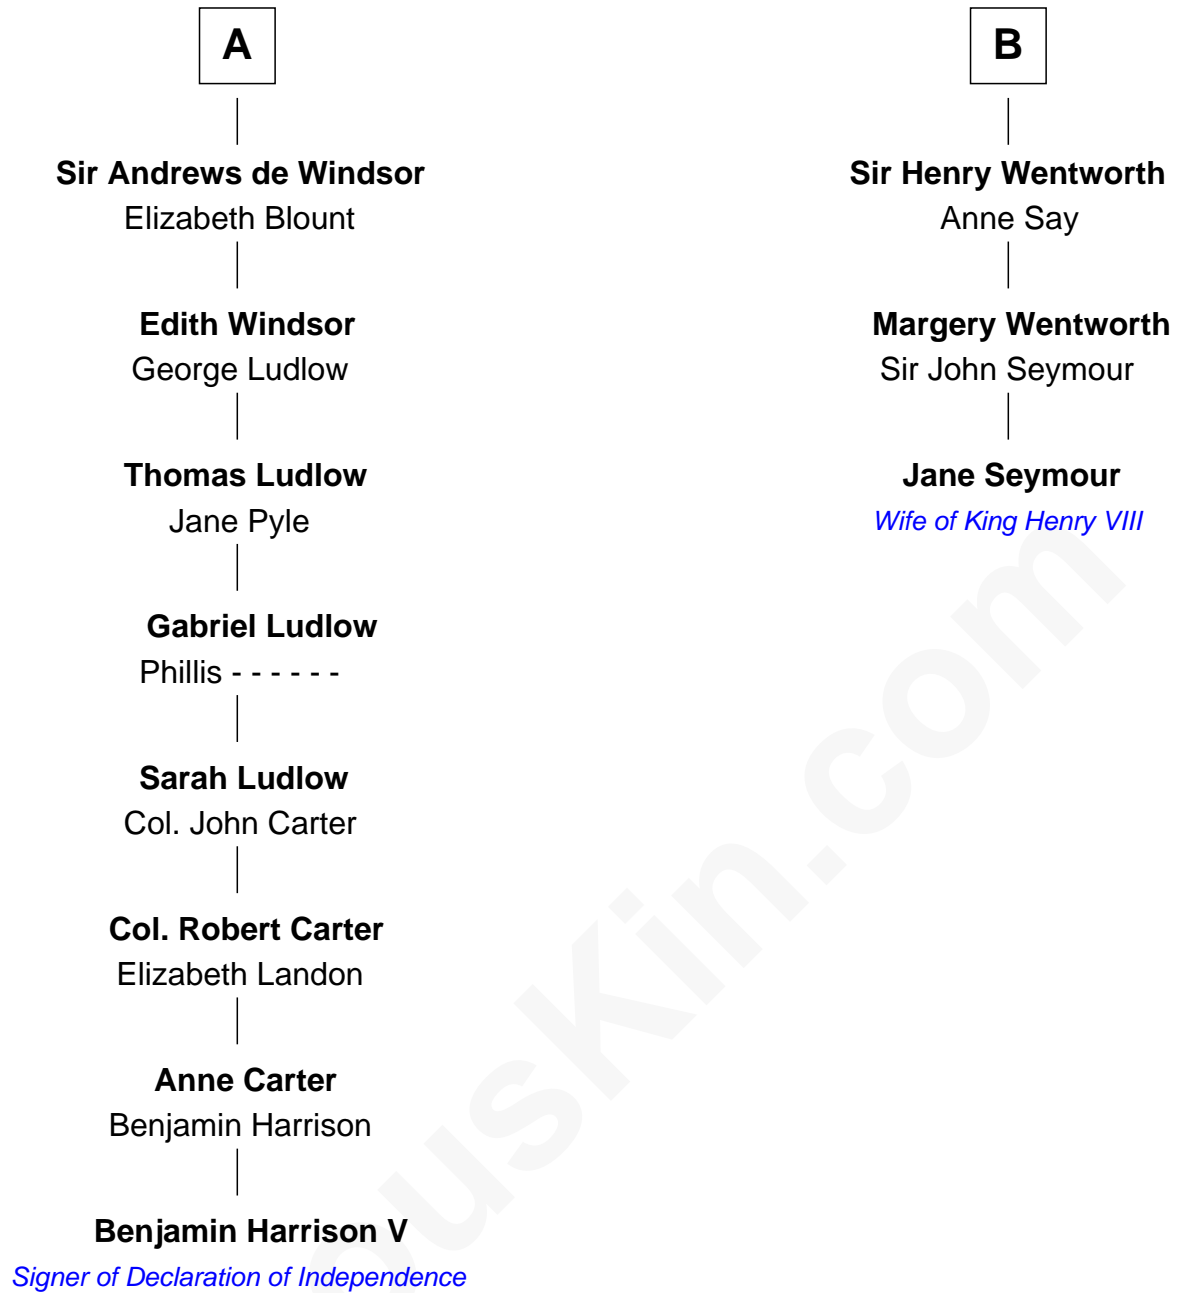 A
Sir Andrews de Windsor
Elizabeth Blount
Edith Windsor
George Ludlow
Thomas Ludlow
Jane Pyle
Gabriel Ludlow
Phillis - - - - - -
Sarah Ludlow
Col. John Carter
Col. Robert Carter
Elizabeth Landon
Anne Carter
Benjamin Harrison
Benjamin Harrison V
Signer of Declaration of Independence
B
Sir Henry Wentworth
Anne Say
Margery Wentworth
Sir John Seymour
Jane Seymour
Wife of King Henry VIII
ousKin.com